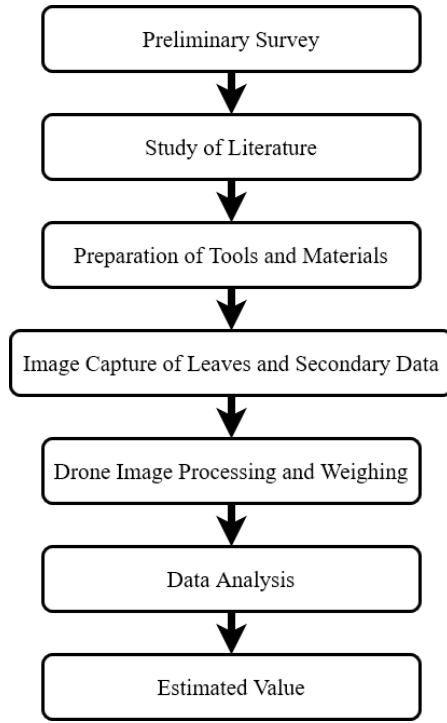 Preliminary Survey
Study of Literature
Preparation of Tools and Materials
Image Capture of Leaves and Secondary Data
Drone Image Processing and Weighing
Data Analysis
Estimated Value